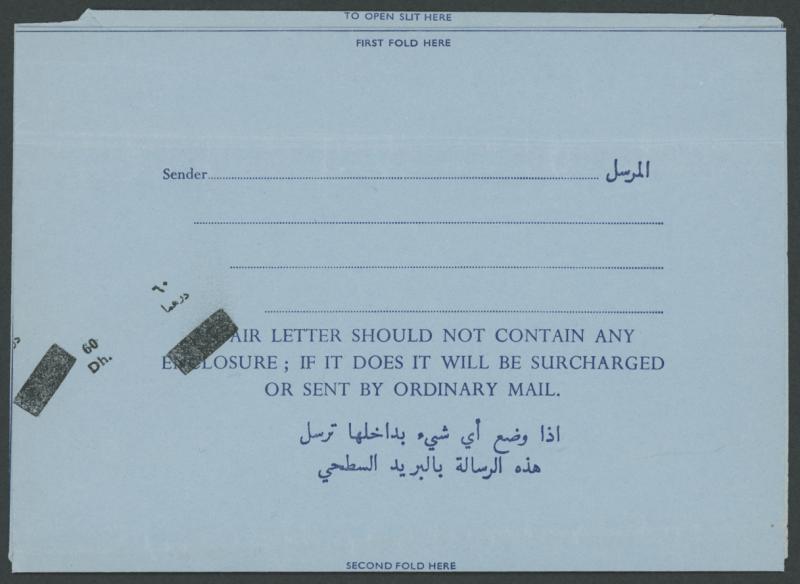 TO OPEN SLIT HERE
FIRST FOLD HERE
Sender المرسل
٦٠
درهما
60
Dh.
AIR LETTER SHOULD NOT CONTAIN ANY
ENCLOSURE ; IF IT DOES IT WILL BE SURCHARGED
OR SENT BY ORDINARY MAIL.
اذا وضع أي شيء بداخلها ترسل
هذه الرسالة بالبريد السطحي
SECOND FOLD HERE